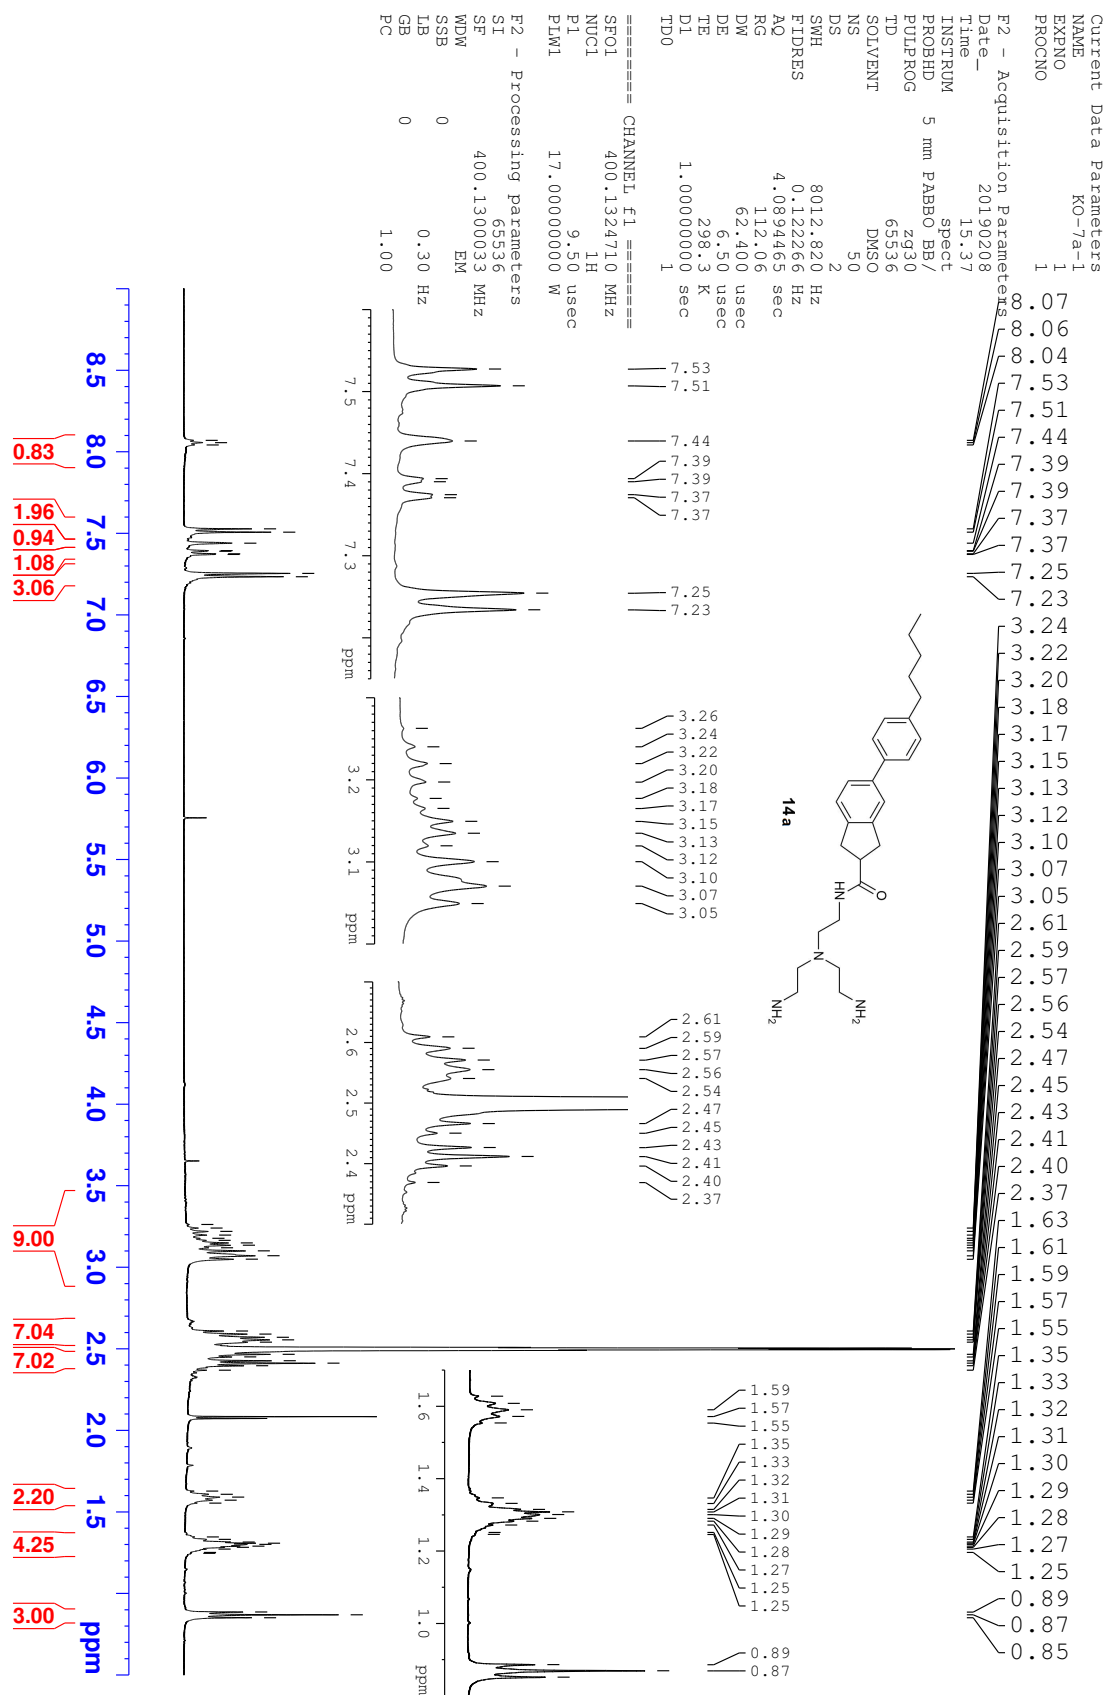 Current Data Parameters
NAME KO-7a-1
EXPNO 1
PROCNO 1
F2 - Acquisition Parameters
Date_ 20190208
Time 15.37
INSTRUM spect
PROBHD 5 mm PABBO BB/
PULPROG zg30
TD 65536
SOLVENT DMSO
NS 50
DS 2
SWH 8012.820 Hz
FIDRES 0.122266 Hz
AQ 4.0894465 sec
RG 112.06
DW 62.400 usec
DE 6.50 usec
TE 298.3 K
D1 1.00000000 sec
TD0 1
======== CHANNEL f1 ========
SFO1 400.1324710 MHz
NUC1 1H
P1 9.50 usec
PLW1 17.00000000 W
F2 - Processing parameters
SI 65536
SF 400.1300033 MHz
WDW EM
SSB 0
LB 0.30 Hz
GB 0
PC 1.00
8.07
8.06
8.04
7.53
7.51
7.44
7.39
7.39
7.37
7.37
7.25
7.23
3.24
3.22
3.20
3.18
3.17
3.15
3.13
3.12
3.10
3.07
3.05
2.61
2.59
2.57
2.56
2.54
2.47
2.45
2.43
2.41
2.40
2.37
1.63
1.61
1.59
1.57
1.55
1.35
1.33
1.32
1.31
1.30
1.29
1.28
1.27
1.25
0.89
0.87
0.85
O
HN
N
NH2
NH2
14a
7.53
7.51
7.44
7.39
7.39
7.37
7.37
7.25
7.23
7.5 7.4 7.3 ppm
3.26
3.24
3.22
3.20
3.18
3.17
3.15
3.13
3.12
3.10
3.07
3.05
3.2 3.1 ppm
2.61
2.59
2.57
2.56
2.54
2.47
2.45
2.43
2.41
2.40
2.37
2.6 2.5 2.4 ppm
1.59
1.57
1.55
1.35
1.33
1.32
1.31
1.30
1.29
1.28
1.27
1.25
1.25
0.89
0.87
1.6 1.4 1.2 1.0 ppm
8.5 8.0 7.5 7.0 6.5 6.0 5.5 5.0 4.5 4.0 3.5 3.0 2.5 2.0 1.5 ppm
0.83
1.96
0.94
1.08
3.06
9.00
7.04
7.02
2.20
4.25
3.00